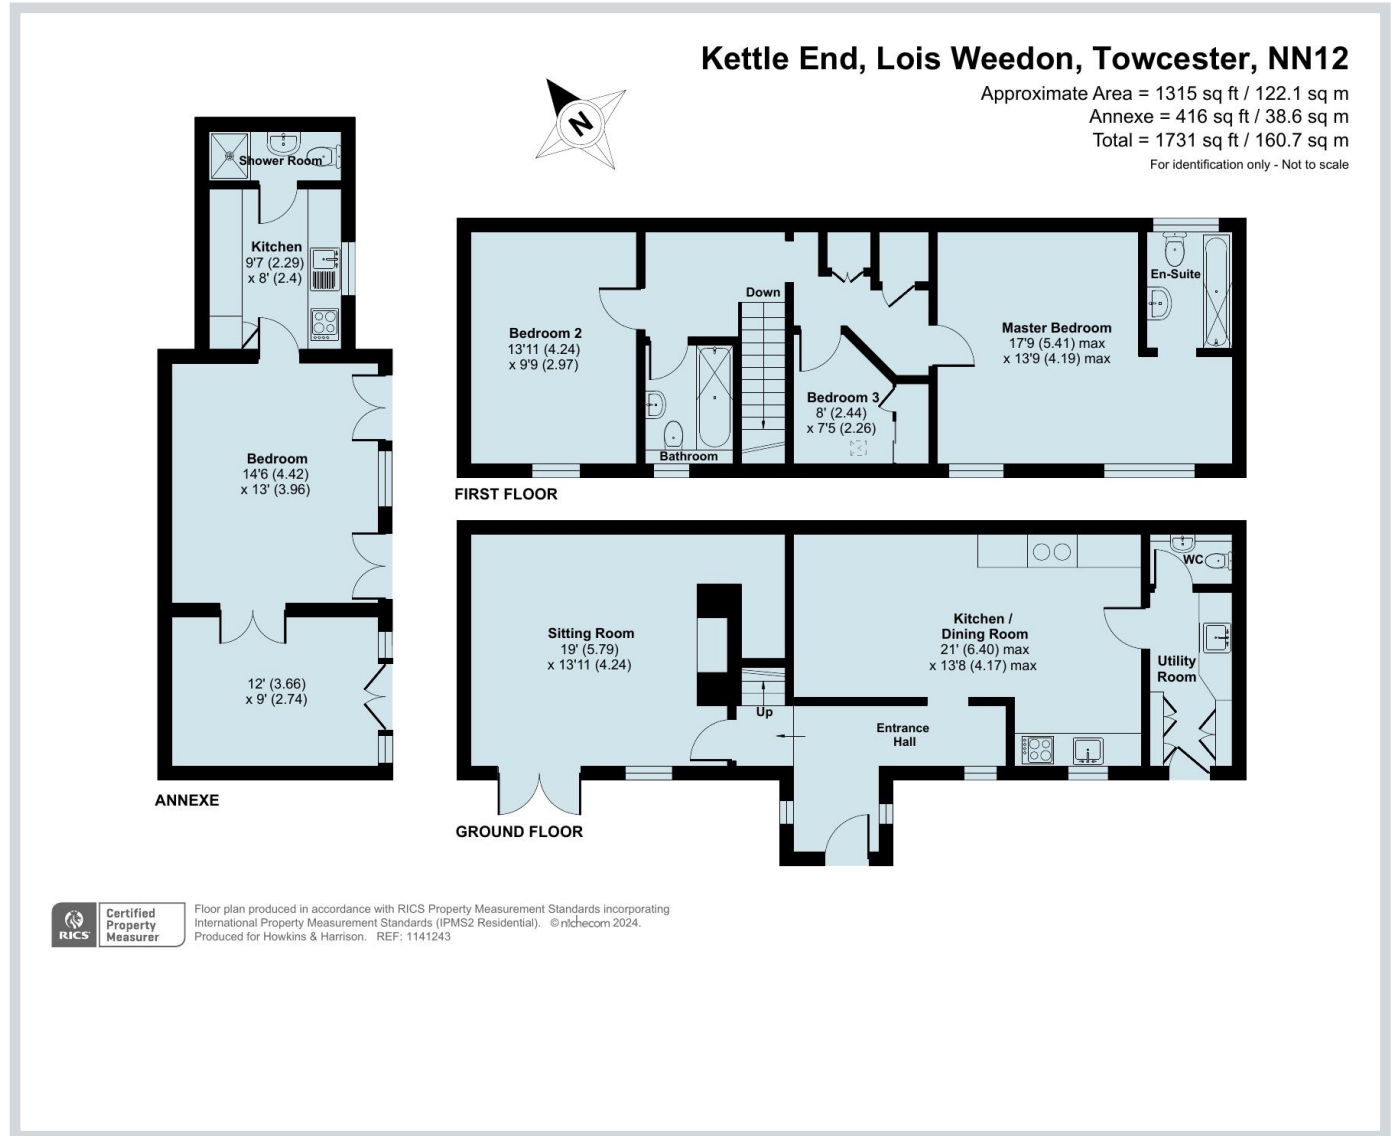 Kettle End, Lois Weedon, Towcester, NN12
Approximate Area = 1315 sq ft / 122.1 sq m
Annexe = 416 sq ft / 38.6 sq m
Total = 1731 sq ft / 160.7 sq m
For identification only - Not to scale
N
Shower Room
Kitchen
9'7 (2.29)
x 8' (2.4)
Bedroom
14'6 (4.42)
x 13' (3.96)
12' (3.66)
x 9' (2.74)
ANNEXE
Bedroom 2
13'11 (4.24)
x 9'9 (2.97)
Down
Bathroom
Bedroom 3
8' (2.44)
x 7'5 (2.26)
Master Bedroom
17'9 (5.41) max
x 13'9 (4.19) max
En-Suite
FIRST FLOOR
Sitting Room
19' (5.79)
x 13'11 (4.24)
Up
Entrance
Hall
Kitchen /
Dining Room
21' (6.40) max
x 13'8 (4.17) max
WC
Utility
Room
GROUND FLOOR
RICS
Certified
Property
Measurer
Floor plan produced in accordance with RICS Property Measurement Standards incorporating
International Property Measurement Standards (IPMS2 Residential). © nichecom 2024.
Produced for Howkins & Harrison. REF: 1141243